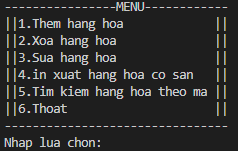 ---------------MENU------------
||1.Them hang hoa            ||
||2.Xoa hang hoa             ||
||3.Sua hang hoa             ||
||4.in xuat hang hoa co san  ||
||5.Tim kiem hang hoa theo ma ||
||6.Thoat                    ||
-------------------------------
Nhap lua chon: